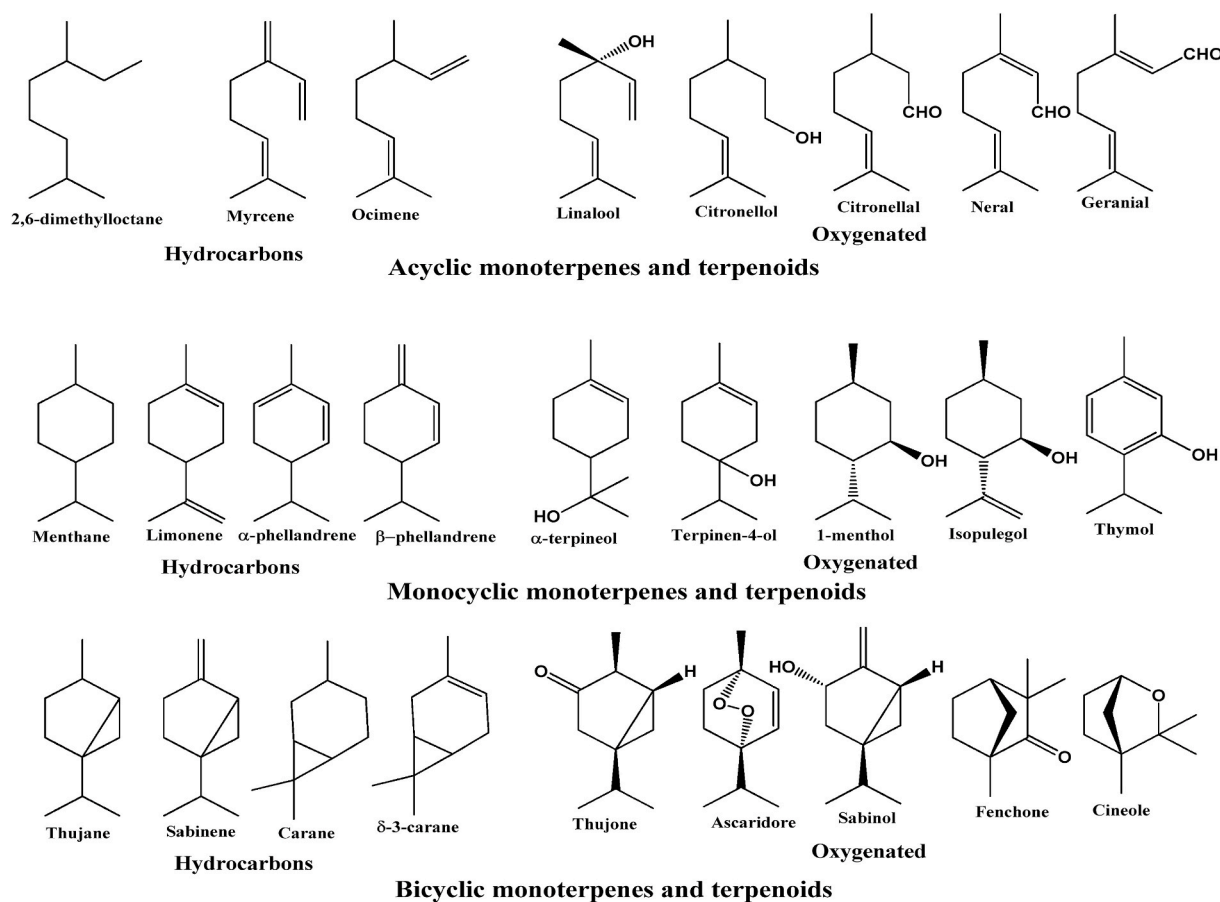 OH
OH
CHO
CHO
CHO
2,6-dimethylloctane
Myrcene
Ocimene
Linalool
Citronellol
Citronellal
Neral
Geranial
Hydrocarbons
Oxygenated
Acyclic monoterpenes and terpenoids
OH
HO
OH
OH
OH
Menthane
Limonene
α-phellandrene
β-phellandrene
α-terpineol
Terpinen-4-ol
1-menthol
Isopulegol
Thymol
Hydrocarbons
Oxygenated
Monocyclic monoterpenes and terpenoids
O
H
O
O
HO
H
O
O
Thujane
Sabinene
Carane
δ-3-carane
Thujone
Ascaridore
Sabinol
Fenchone
Cineole
Hydrocarbons
Oxygenated
Bicyclic monoterpenes and terpenoids